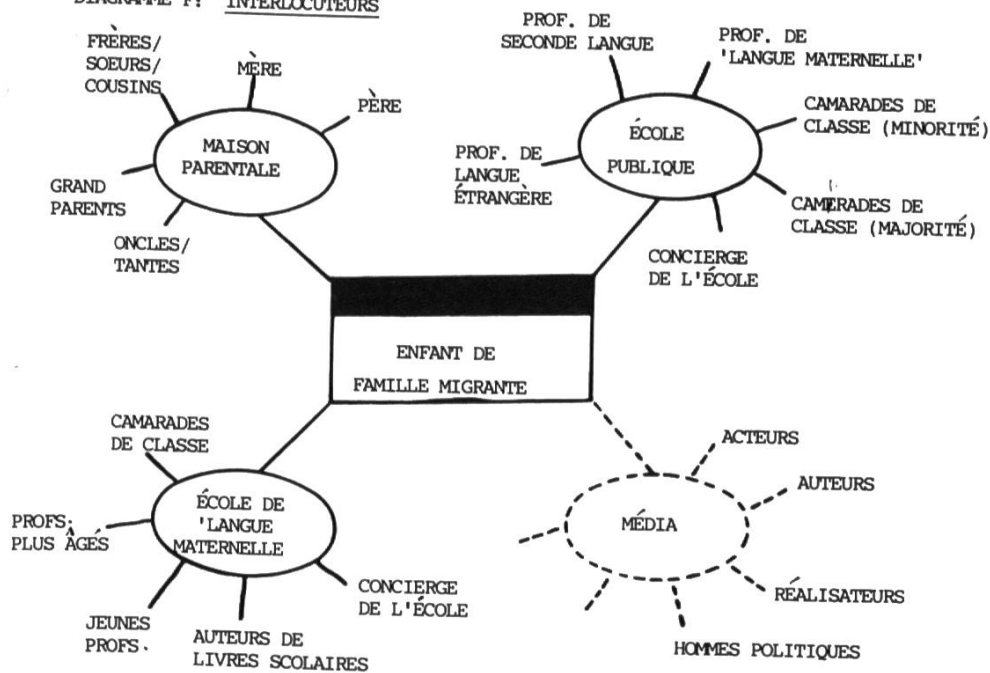 DIAGRAMME F: INTERLOCUTEURS
FRÈRES/
SOEURS/
COUSINS
MÈRE
PÈRE
MAISON
PARENTALE
GRAND
PARENTS
ONCLES/
TANTES
PROF. DE
SECONDE LANGUE
PROF. DE
'LANGUE MATERNELLE'
ÉCOLE
PUBLIQUE
CAMARADES DE
CLASSE (MINORITÉ)
PROF. DE
LANGUE
ÉTRANGÈRE
CAMERADES DE
CLASSE (MAJORITÉ)
CONCIERGE
DE L'ÉCOLE
ENFANT DE
FAMILLE MIGRANTE
CAMARADES
DE CLASSE
ÉCOLE DE
'LANGUE
MATERNELLE
PROFS.
PLUS ÂGÉS
JEUNES
PROFS.
AUTEURS DE
LIVRES SCOLAIRES
CONCIERGE
DE L'ÉCOLE
ACTEURS
AUTEURS
MÉDIA
RÉALISATEURS
HOMMES POLITIQUES